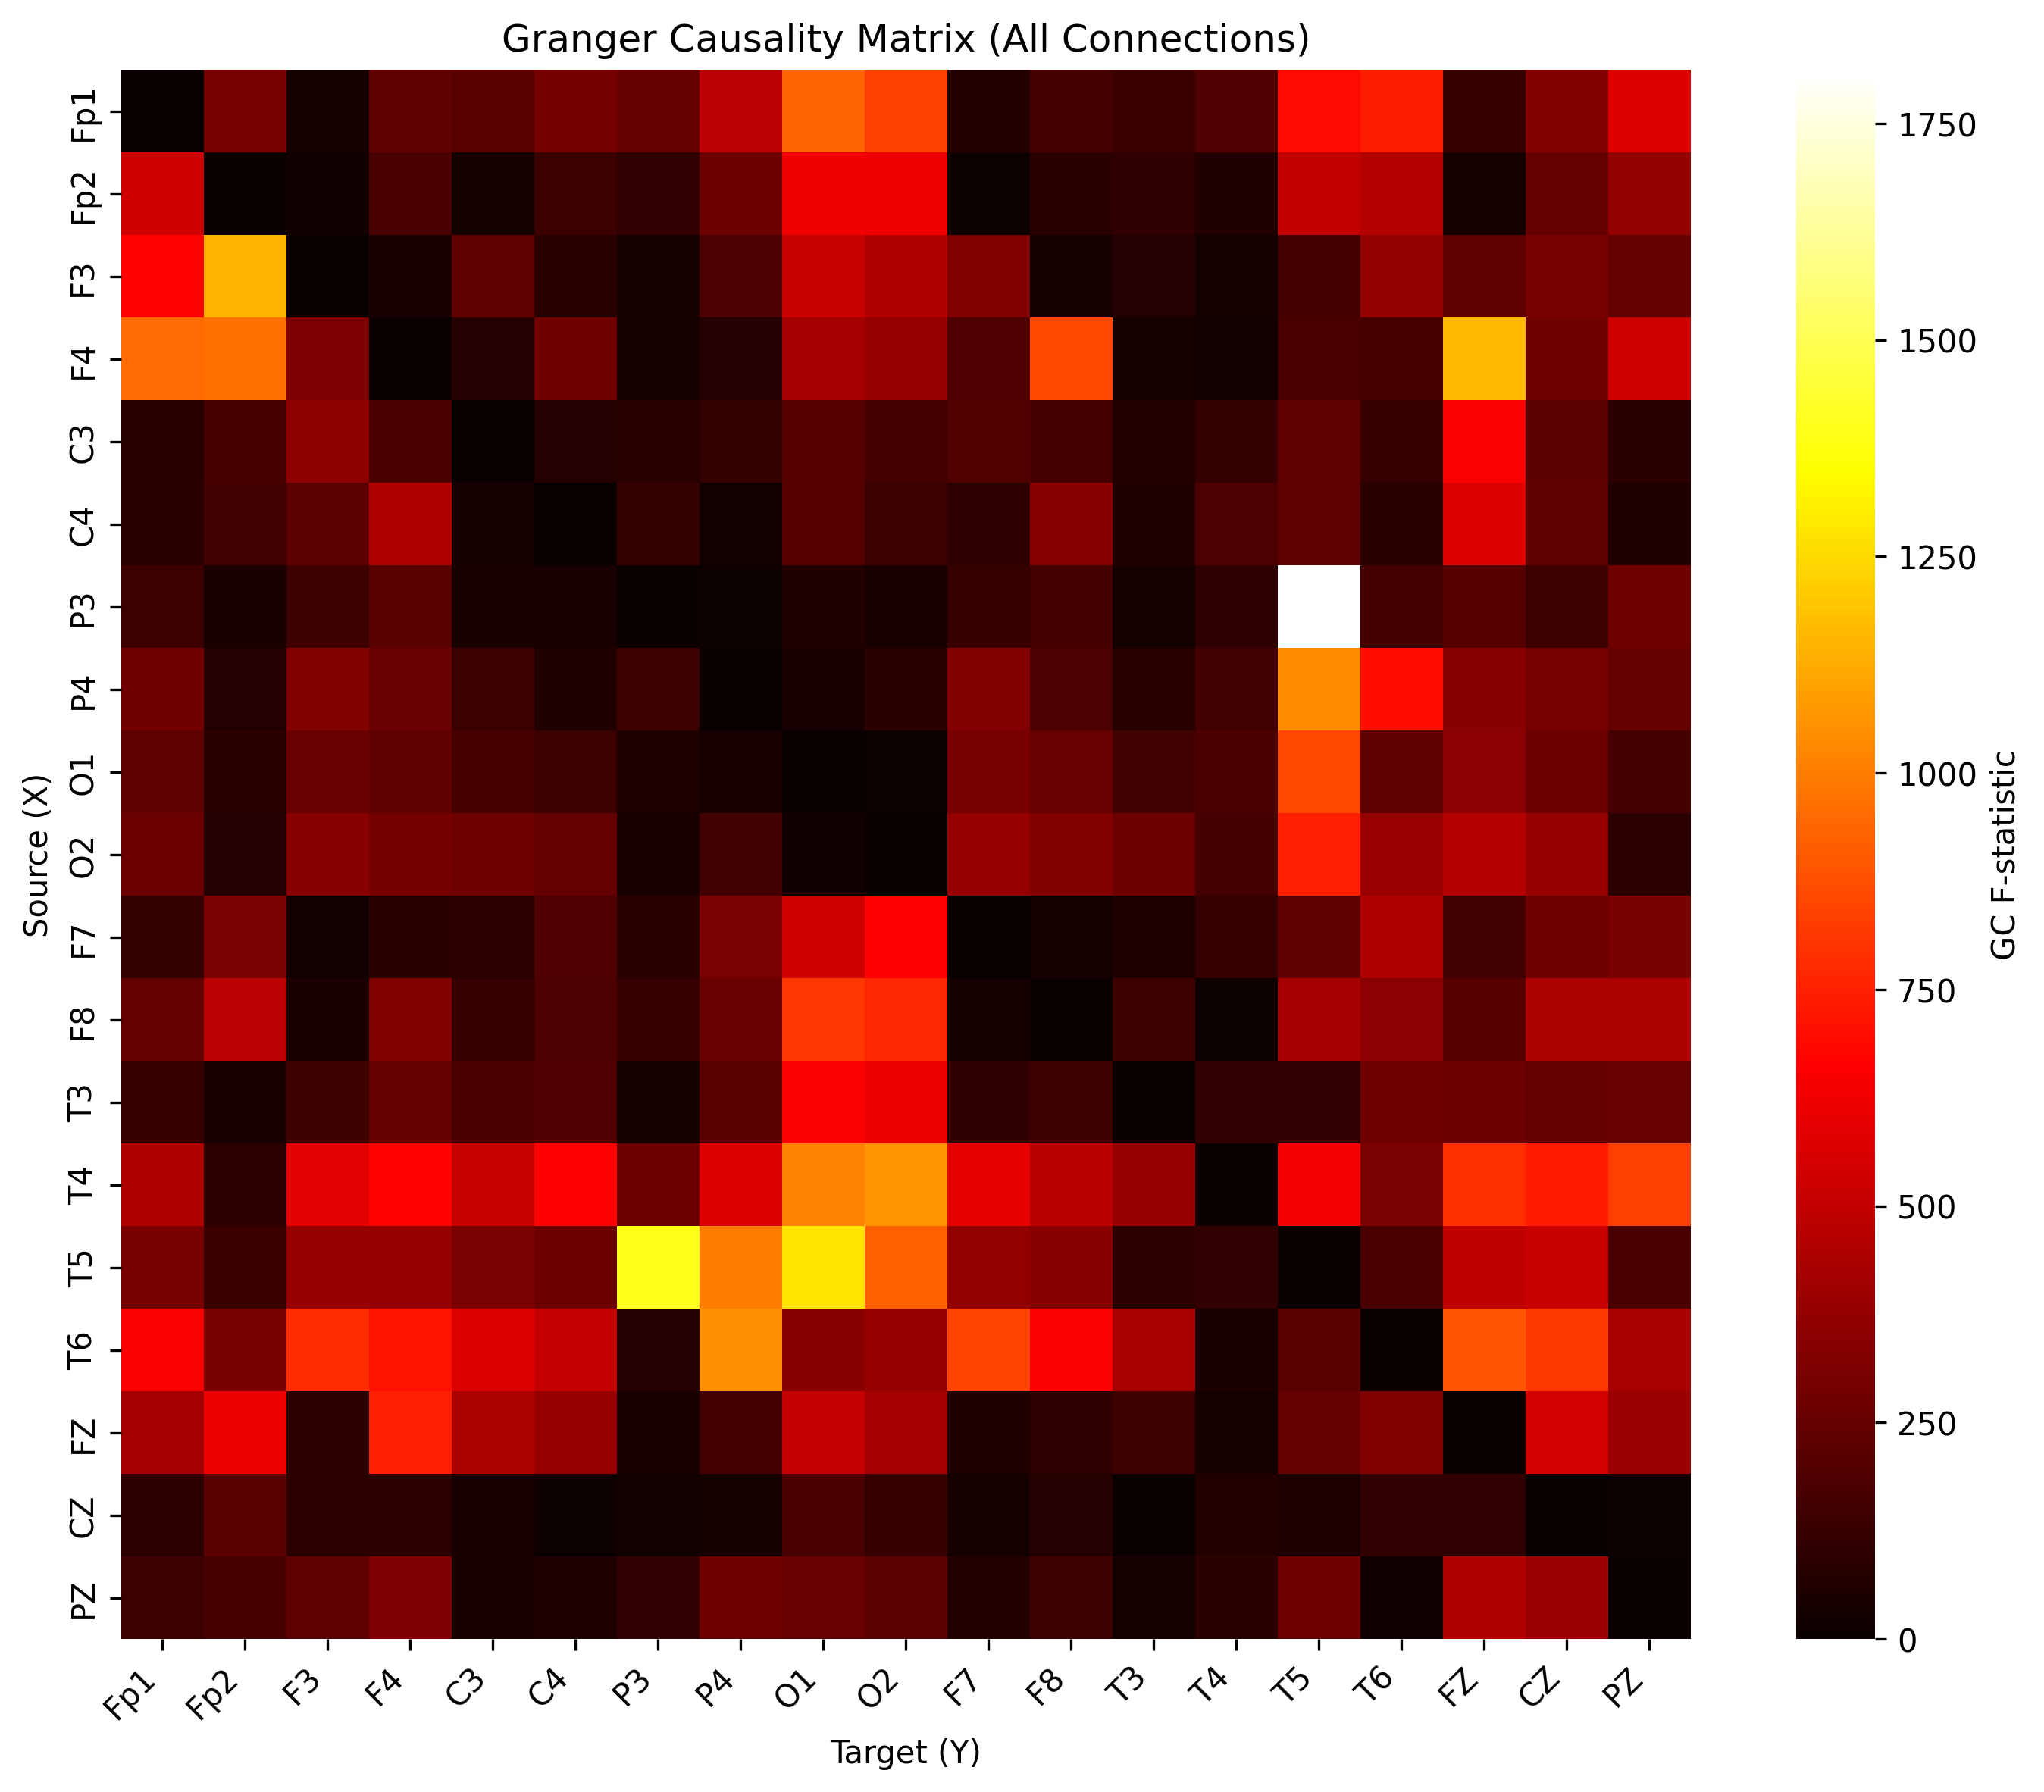 Granger Causality Matrix (All Connections)
Source (X)
Fp1
Fp2
F3
F4
C3
C4
P3
P4
O1
O2
F7
F8
T3
T4
T5
T6
FZ
CZ
PZ
Fp1 Fp2 F3 F4 C3 C4 P3 P4 O1 O2 F7 F8 T3 T4 T5 T6 FZ CZ PZ
Target (Y)
1750
1500
1250
1000
750
500
250
0
GC F-statistic